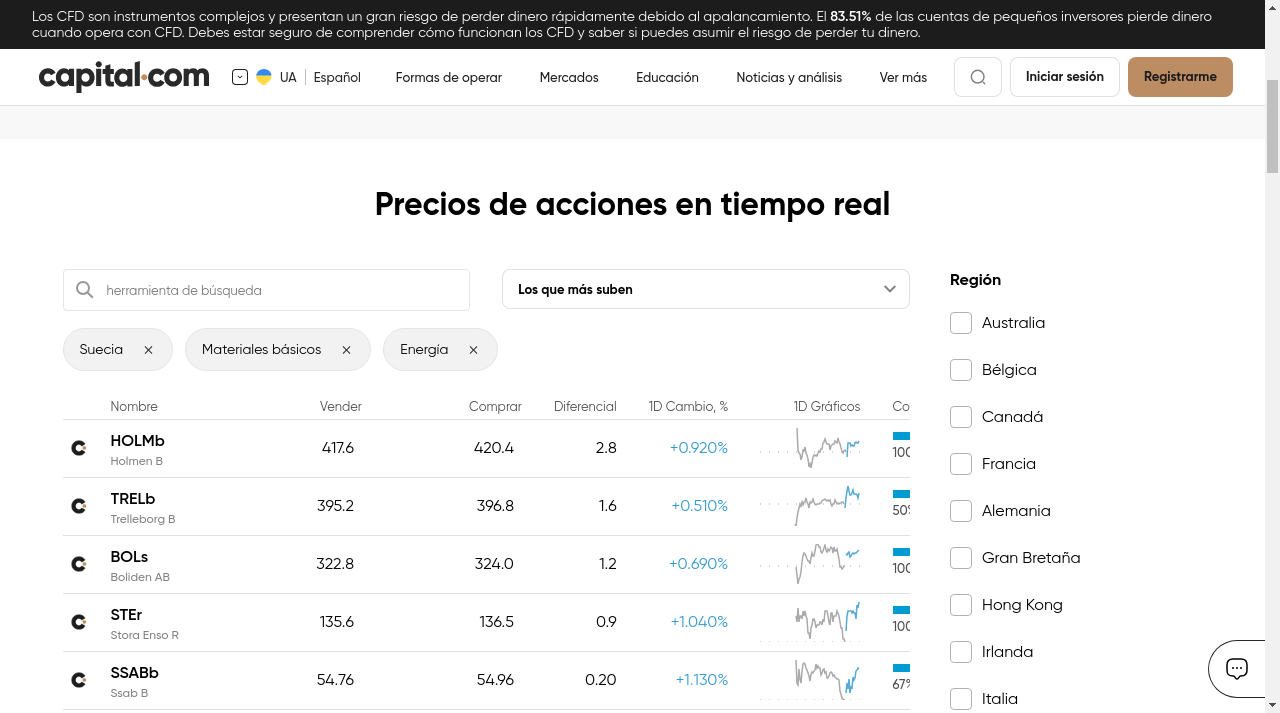 Los CFD son instrumentos complejos y presentan un gran riesgo de perder dinero rápidamente debido al apalancamiento. El 83.51% de las cuentas de pequeños inversores pierde dinero
cuando opera con CFD. Debes estar seguro de comprender cómo funcionan los CFD y saber si puedes asumir el riesgo de perder tu dinero.
capital.com UA Español Formas de operar Mercados Educación Noticias y análisis Ver más Iniciar sesión Registrarme
Precios de acciones en tiempo real
herramienta de búsqueda
Los que más suben
Suecia Materiales básicos Energía
Nombre Vender Comprar Diferencial 1D Cambio, % 1D Gráficos Co
HOLMb 417.6 420.4 2.8 +0.920% 100
Holmen B
TRELb 395.2 396.8 1.6 +0.510% 50%
Trelleborg B
BOLs 322.8 324.0 1.2 +0.690% 100
Boliden AB
STEr 135.6 136.5 0.9 +1.040% 100
Stora Enso R
SSABb 54.76 54.96 0.20 +1.130% 67%
Ssab B
Región
Australia
Bélgica
Canadá
Francia
Alemania
Gran Bretaña
Hong Kong
Irlanda
Italia